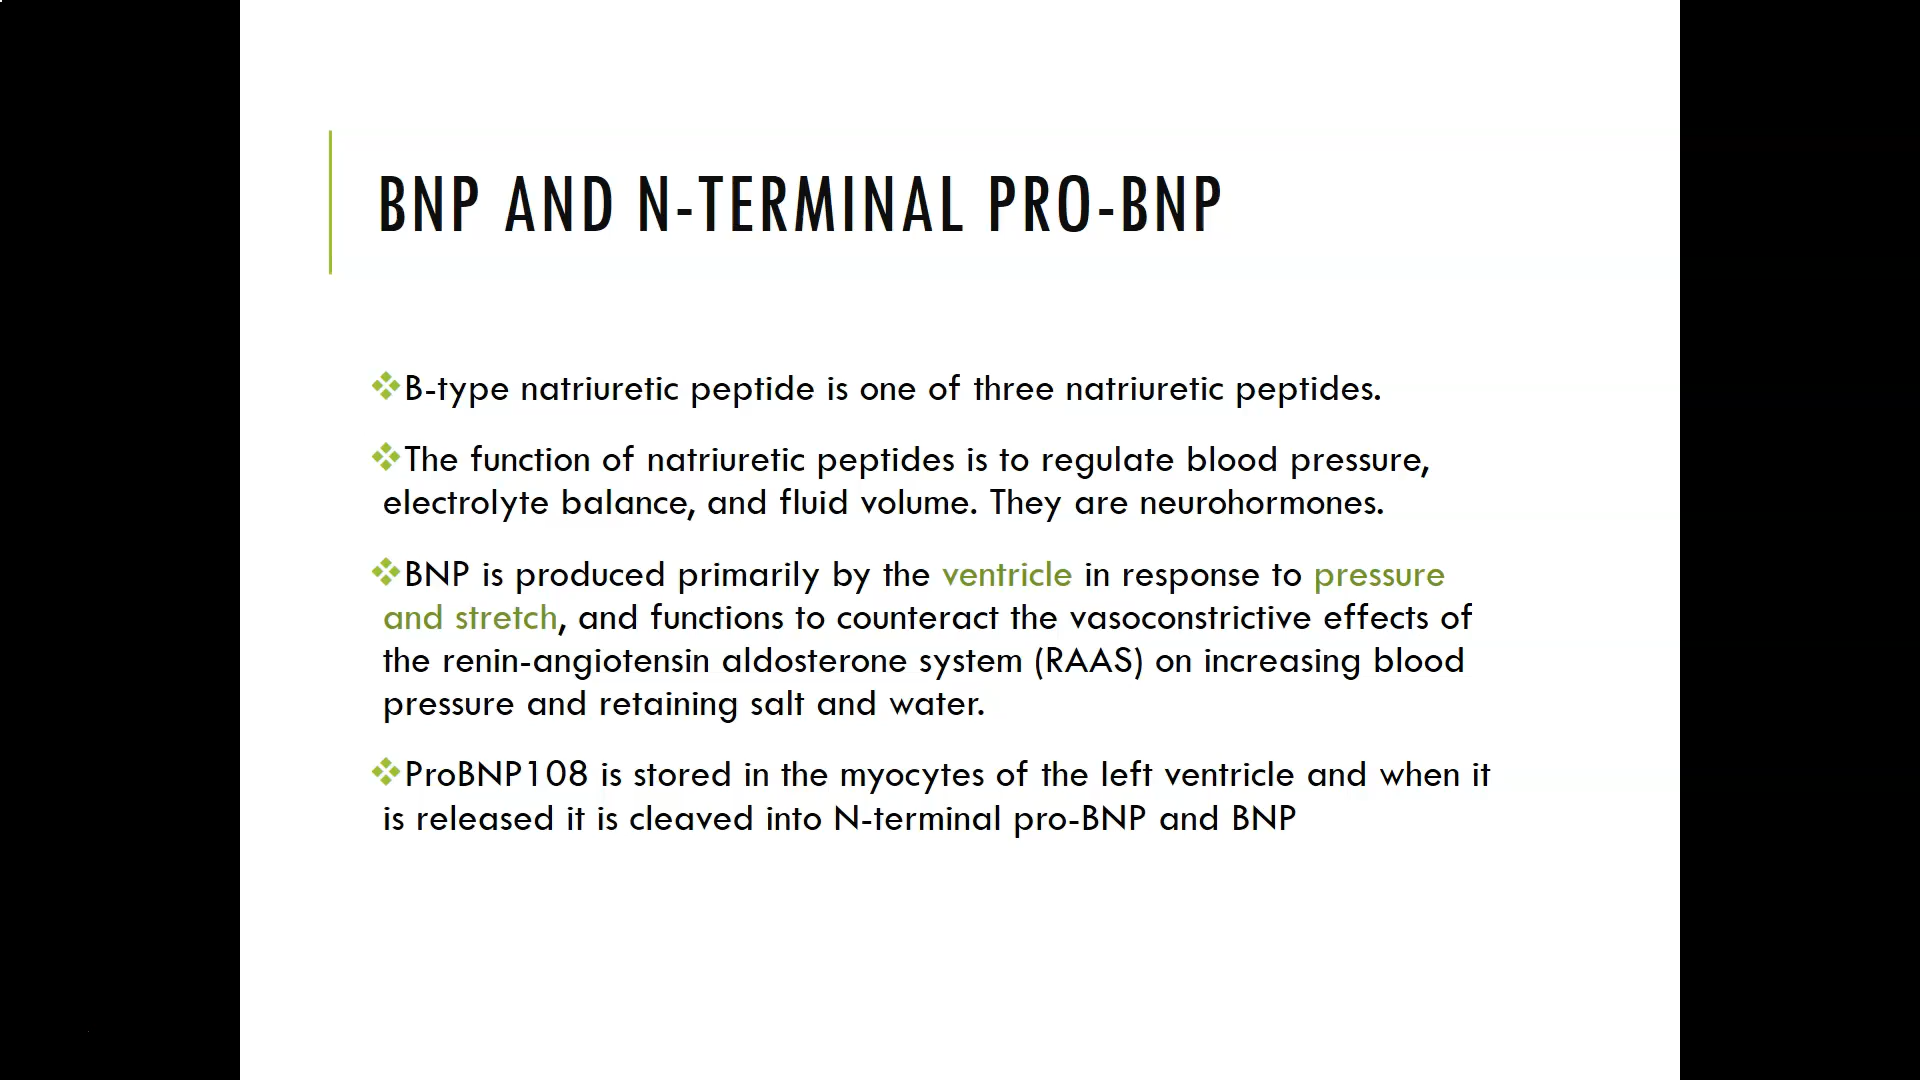 BNP AND N-TERMINAL PRO-BNP
B-type natriuretic peptide is one of three natriuretic peptides.
The function of natriuretic peptides is to regulate blood pressure,
electrolyte balance, and fluid volume. They are neurohormones.
BNP is produced primarily by the ventricle in response to pressure
and stretch, and functions to counteract the vasoconstrictive effects of
the renin-angiotensin aldosterone system (RAAS) on increasing blood
pressure and retaining salt and water.
ProBNP108 is stored in the myocytes of the left ventricle and when it
is released it is cleaved into N-terminal pro-BNP and BNP